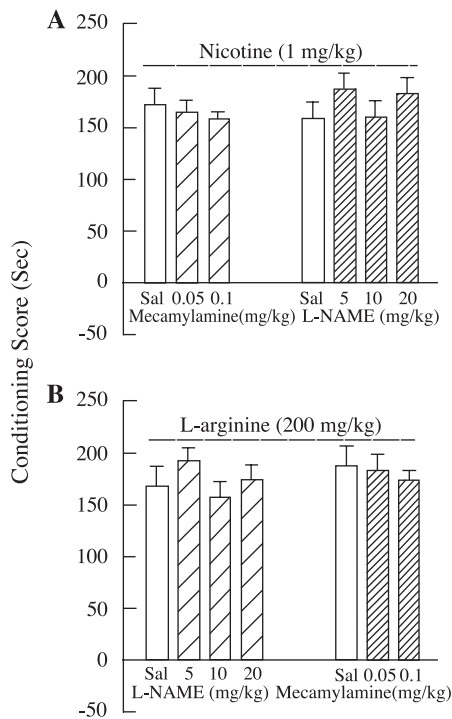 A
Nicotine (1 mg/kg)
250
200
150
100
50
0
-50
Sal 0.05 0.1 Sal 5 10 20
Mecamylamine(mg/kg) L-NAME (mg/kg)
Conditioning Score (Sec)
B
L-arginine (200 mg/kg)
250
200
150
100
50
0
-50
Sal 5 10 20 Sal 0.05 0.1
L-NAME (mg/kg) Mecamylamine(mg/kg)